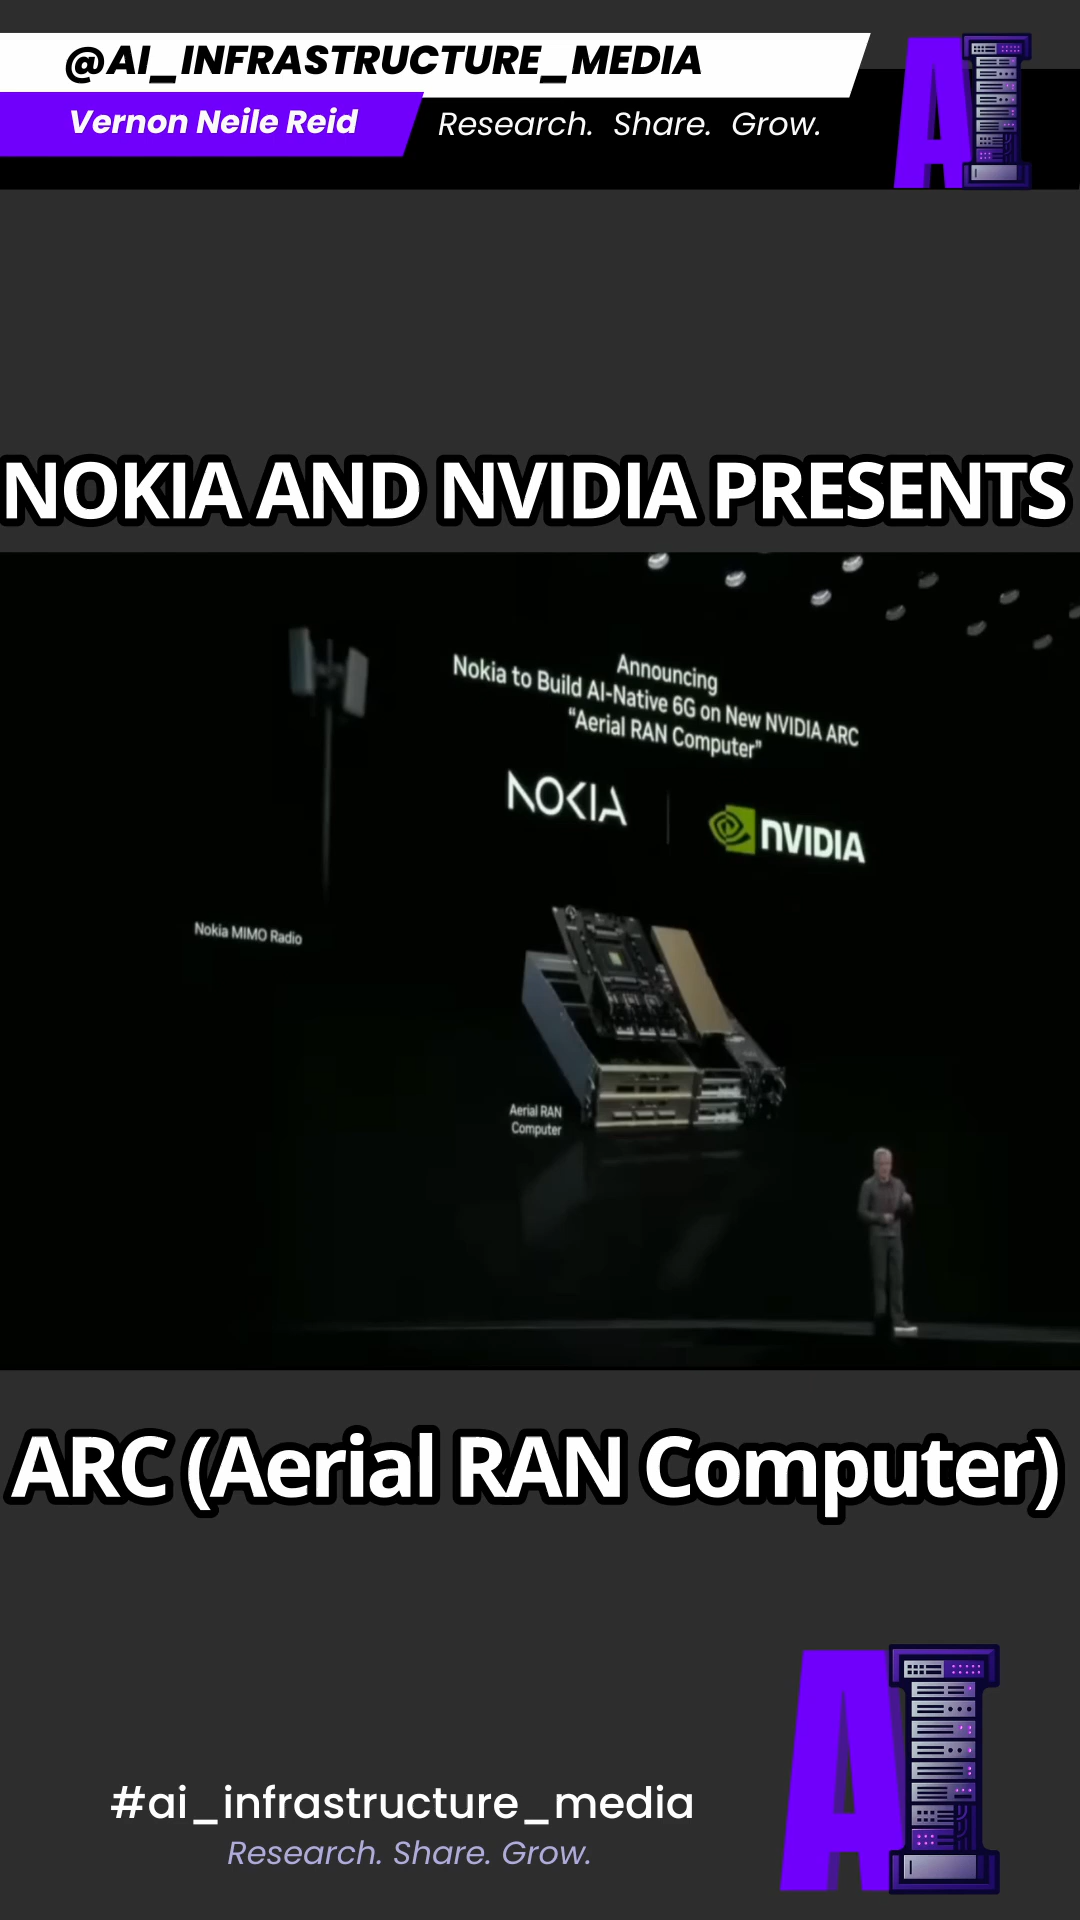 @AI_INFRASTRUCTURE_MEDIA
Vernon Neile Reid
Research. Share. Grow.
AI
NOKIA AND NVIDIA PRESENTS
Announcing
Nokia to Build AI-Native 6G on New NVIDIA ARC
“Aerial RAN Computer”
NOKIA
NVIDIA
Nokia MIMO Radio
Aerial RAN
Computer
ARC (Aerial RAN Computer)
AI
#ai_infrastructure_media
Research. Share. Grow.